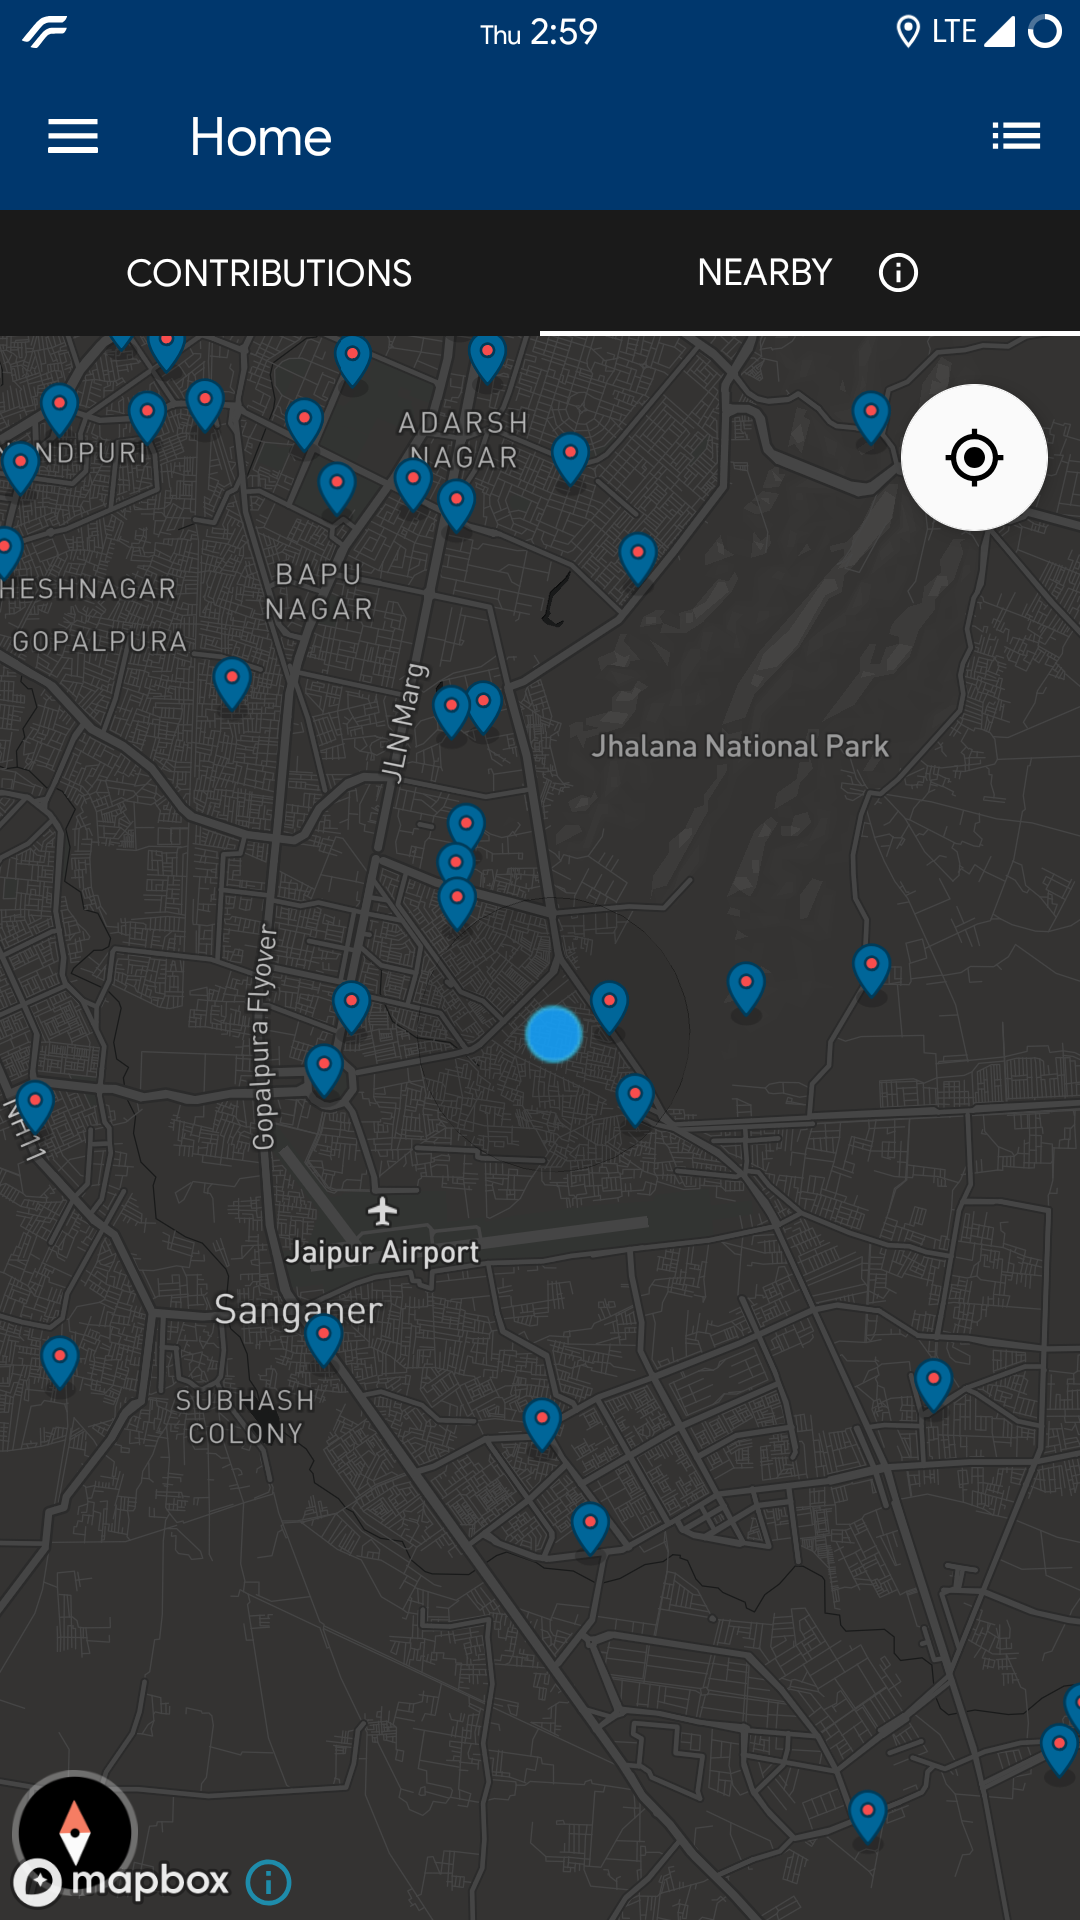 Thu 2:59
LTE
Home
CONTRIBUTIONS
NEARBY
ADARSH
NAGAR
NDPURI
BAPU
NAGAR
HESHNAGAR
GOPALPURA
JLN Marg
Jhalana National Park
Gopalpura Flyover
NH11
Jaipur Airport
Sanganer
SUBHASH
COLONY
mapbox